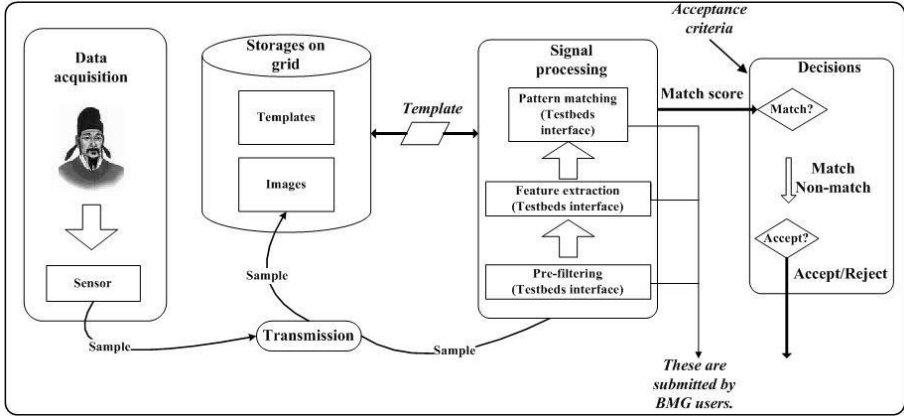 Data
acquisition
Sensor
Sample
Storages on
grid
Templates
Images
Sample
Transmission
Sample
Template
Signal
processing
Pattern matching
(Testbeds
interface)
Feature extraction
(Testbeds interface)
Pre-filtering
(Testbeds interface)
Match score
Acceptance
criteria
Decisions
Match?
Match
Non-match
Accept?
Accept/Reject
These are
submitted by
BMG users.